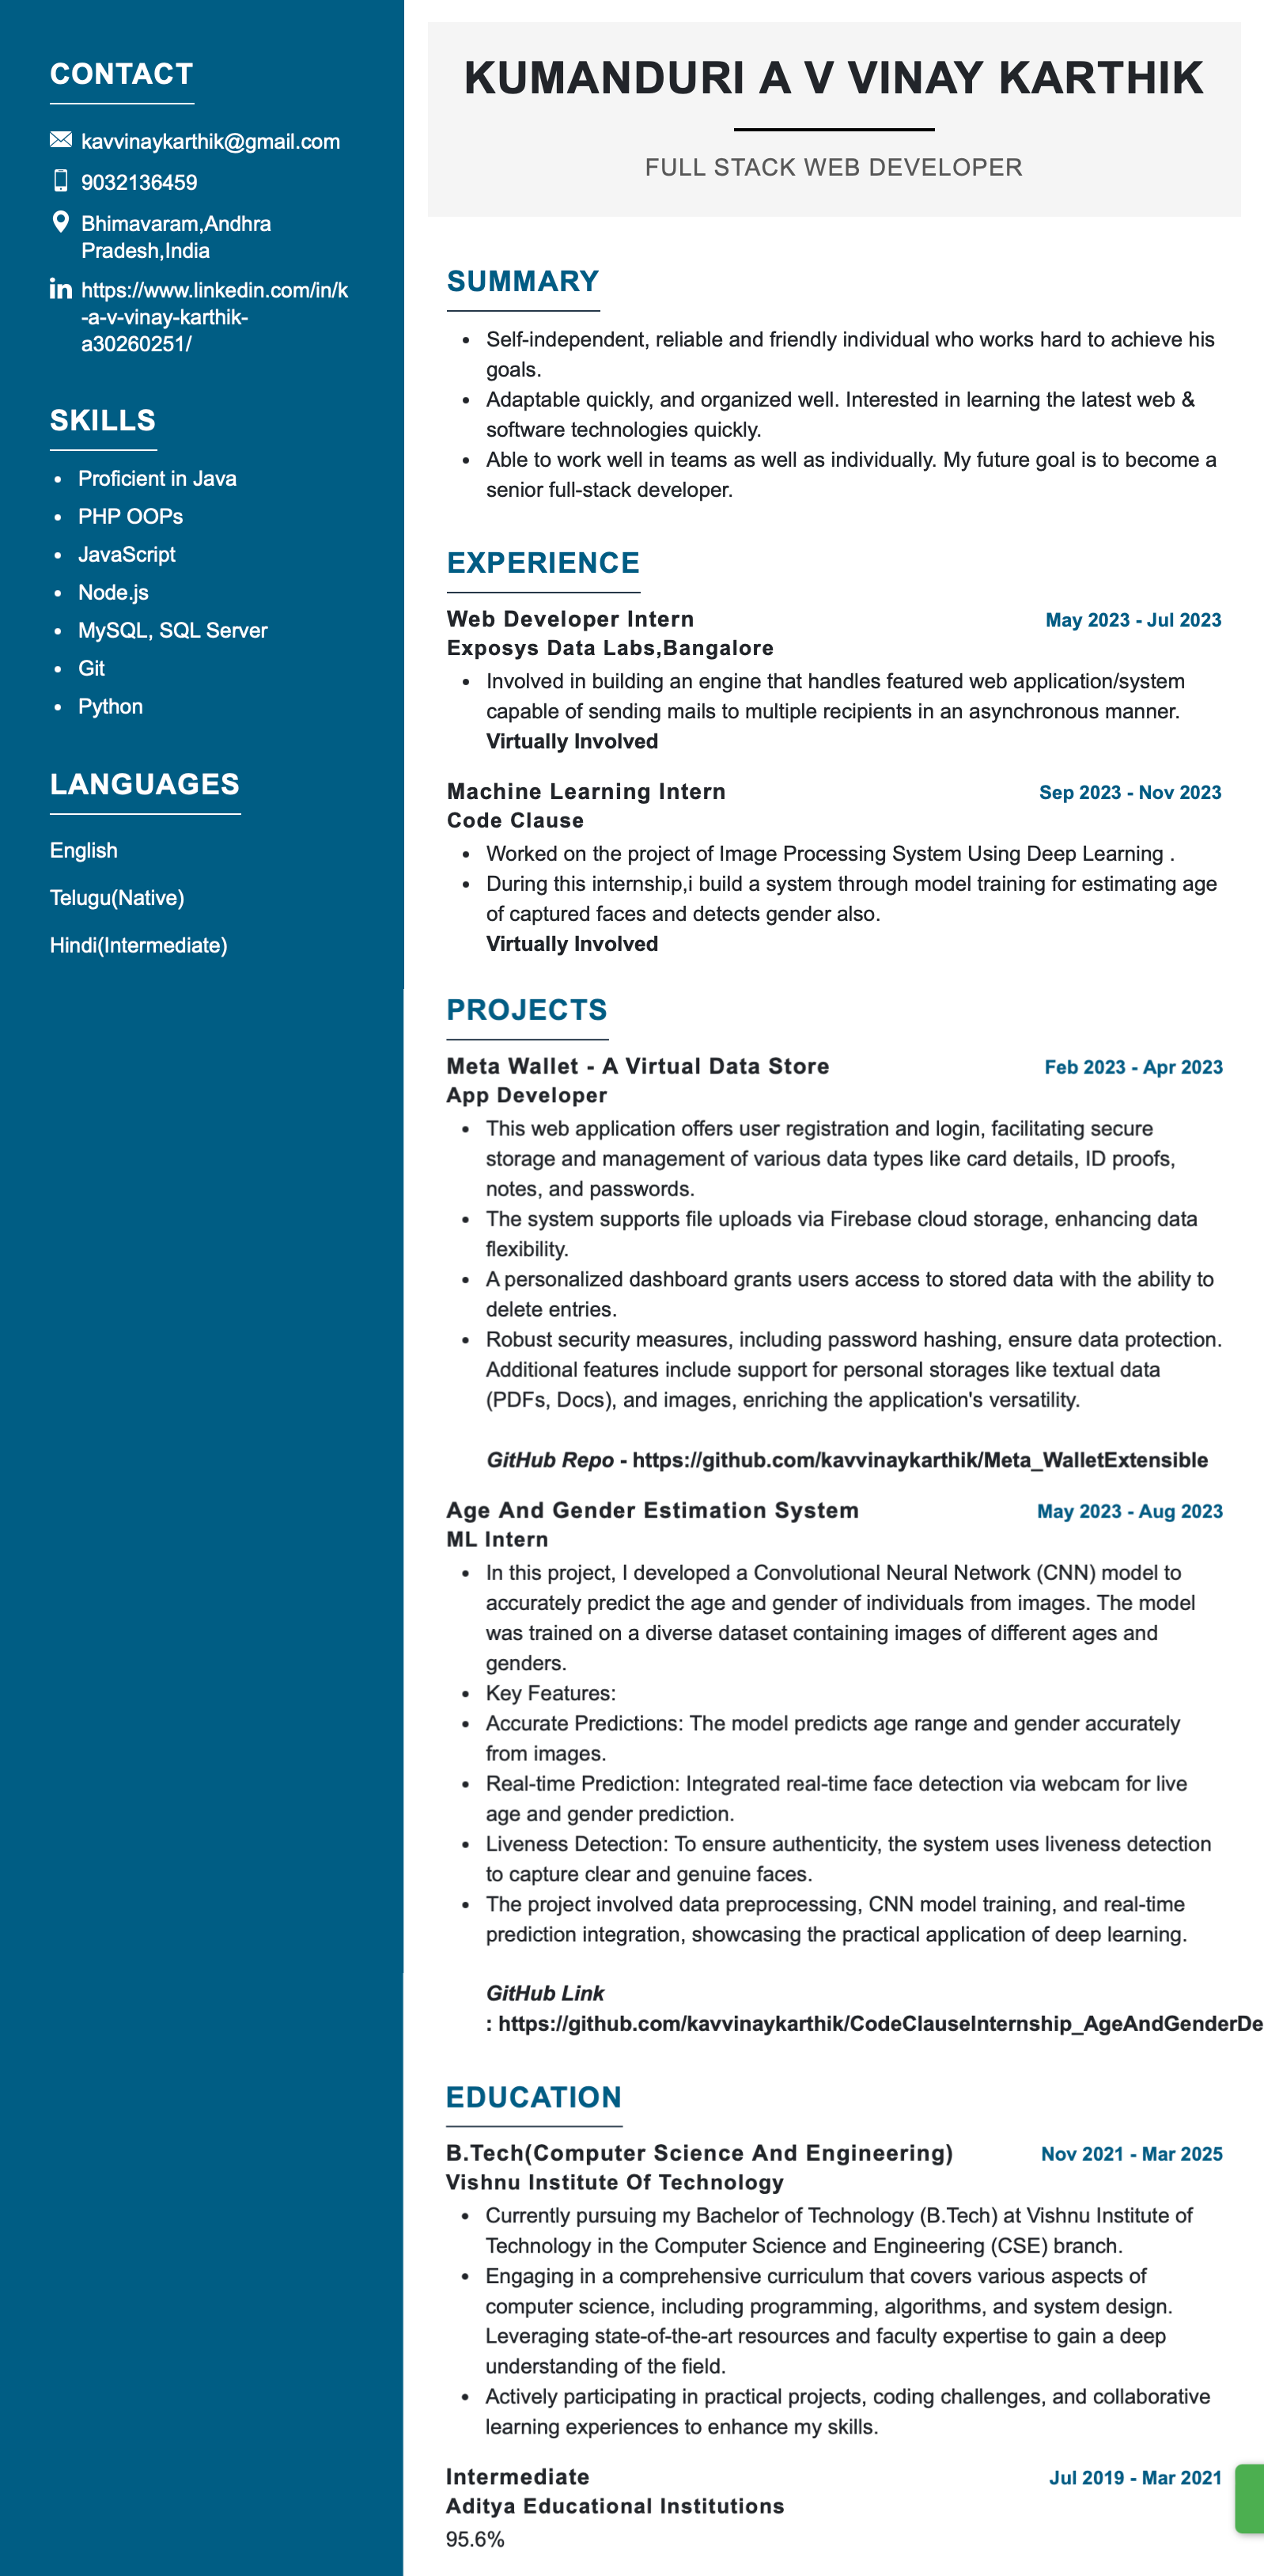 CONTACT
kavvinaykarthik@gmail.com
9032136459
Bhimavaram,Andhra
Pradesh,India
https://www.linkedin.com/in/k
-a-v-vinay-karthik-
a30260251/
SKILLS
Proficient in Java
PHP OOPs
JavaScript
Node.js
MySQL, SQL Server
Git
Python
LANGUAGES
English
Telugu(Native)
Hindi(Intermediate)
KUMANDURI A V VINAY KARTHIK
FULL STACK WEB DEVELOPER
SUMMARY
Self-independent, reliable and friendly individual who works hard to achieve his
goals.
Adaptable quickly, and organized well. Interested in learning the latest web &
software technologies quickly.
Able to work well in teams as well as individually. My future goal is to become a
senior full-stack developer.
EXPERIENCE
Web Developer Intern May 2023 - Jul 2023
Exposys Data Labs,Bangalore
Involved in building an engine that handles featured web application/system
capable of sending mails to multiple recipients in an asynchronous manner.
Virtually Involved
Machine Learning Intern Sep 2023 - Nov 2023
Code Clause
Worked on the project of Image Processing System Using Deep Learning .
During this internship,i build a system through model training for estimating age
of captured faces and detects gender also.
Virtually Involved
PROJECTS
Meta Wallet - A Virtual Data Store Feb 2023 - Apr 2023
App Developer
This web application offers user registration and login, facilitating secure
storage and management of various data types like card details, ID proofs,
notes, and passwords.
The system supports file uploads via Firebase cloud storage, enhancing data
flexibility.
A personalized dashboard grants users access to stored data with the ability to
delete entries.
Robust security measures, including password hashing, ensure data protection.
Additional features include support for personal storages like textual data
(PDFs, Docs), and images, enriching the application's versatility.
GitHub Repo - https://github.com/kavvinaykarthik/Meta_WalletExtensible
Age And Gender Estimation System May 2023 - Aug 2023
ML Intern
In this project, I developed a Convolutional Neural Network (CNN) model to
accurately predict the age and gender of individuals from images. The model
was trained on a diverse dataset containing images of different ages and
genders.
Key Features:
Accurate Predictions: The model predicts age range and gender accurately
from images.
Real-time Prediction: Integrated real-time face detection via webcam for live
age and gender prediction.
Liveness Detection: To ensure authenticity, the system uses liveness detection
to capture clear and genuine faces.
The project involved data preprocessing, CNN model training, and real-time
prediction integration, showcasing the practical application of deep learning.
GitHub Link
: https://github.com/kavvinaykarthik/CodeClauseInternship_AgeAndGenderDe
EDUCATION
B.Tech(Computer Science And Engineering) Nov 2021 - Mar 2025
Vishnu Institute Of Technology
Currently pursuing my Bachelor of Technology (B.Tech) at Vishnu Institute of
Technology in the Computer Science and Engineering (CSE) branch.
Engaging in a comprehensive curriculum that covers various aspects of
computer science, including programming, algorithms, and system design.
Leveraging state-of-the-art resources and faculty expertise to gain a deep
understanding of the field.
Actively participating in practical projects, coding challenges, and collaborative
learning experiences to enhance my skills.
Intermediate Jul 2019 - Mar 2021
Aditya Educational Institutions
95.6%